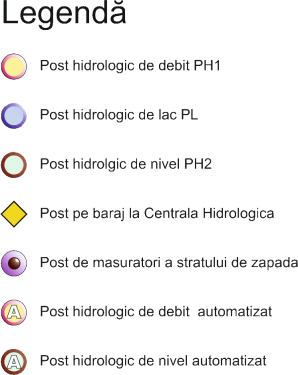 Legendă
Post hidrologic de debit PH1
Post hidrologic de lac PL
Post hidrolgic de nivel PH2
Post pe baraj la Centrala Hidrologica
Post de masuratori a stratului de zapada
A Post hidrologic de debit automatizat
A Post hidrologic de nivel automatizat